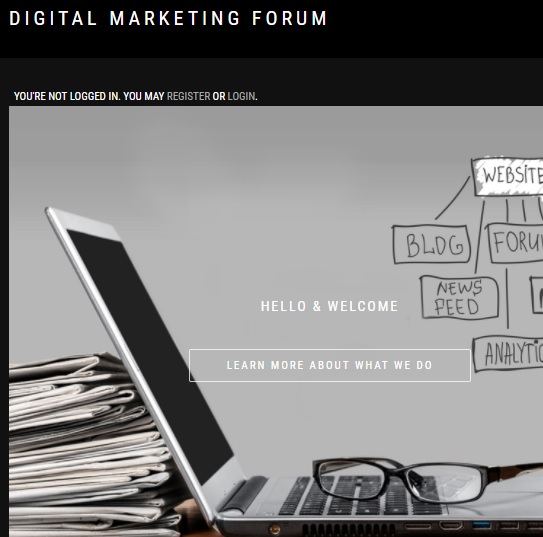 DIGITAL MARKETING FORUM
YOU'RE NOT LOGGED IN. YOU MAY REGISTER OR LOGIN.
WEBSITE
BLOG
FORU
NEWS
FEED
HELLO & WELCOME
ANALYTIC
LEARN MORE ABOUT WHAT WE DO